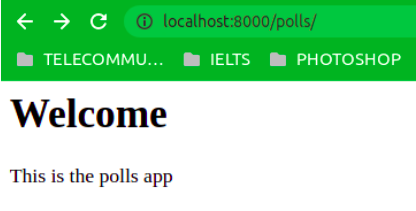 localhost:8000/polls/
TELECOMMU... IELTS PHOTOSHOP
Welcome
This is the polls app